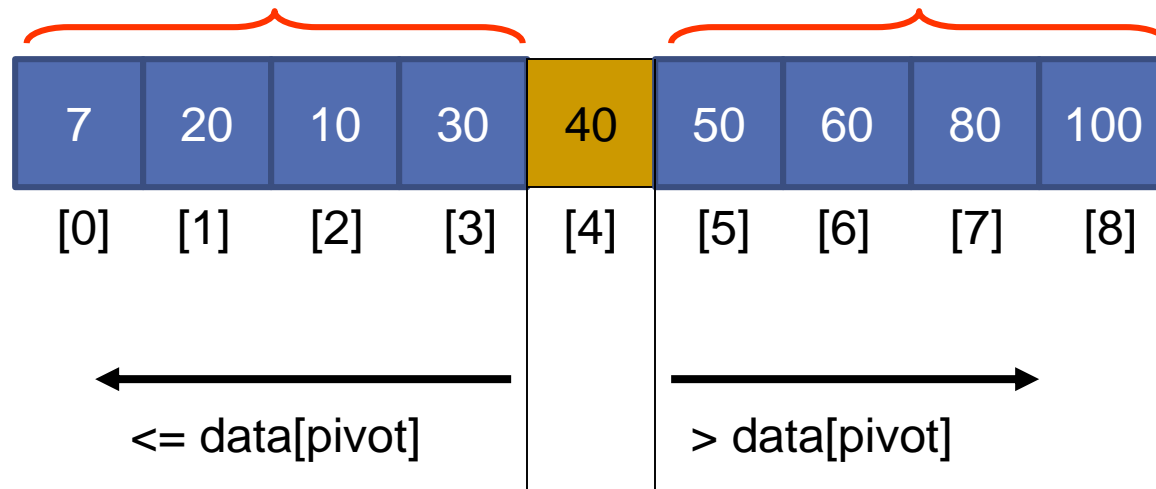 7 20 10 30 40 50 60 80 100
[0] [1] [2] [3] [4] [5] [6] [7] [8]
<= data[pivot] > data[pivot]